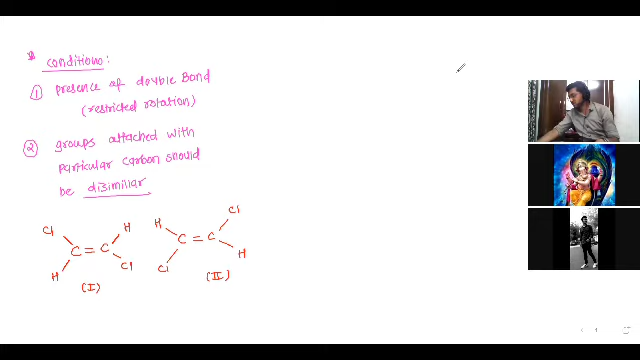 * conditions:
① presence of double Bond
(restricted rotation)
② groups attached with
particular carbon should
be disimilar
Cl H
C = C
H Cl
(I)
H Cl
C = C
Cl H
(II)